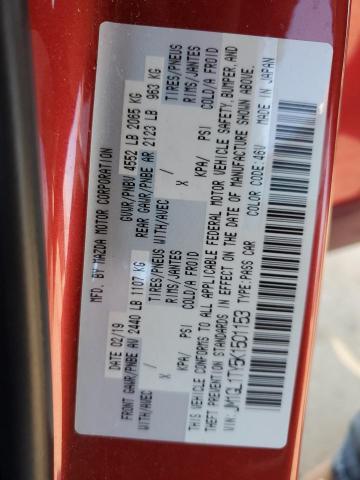 MFD. BY MAZDA MOTOR CORPORATION
DATE 02/19 GVWR/PNBV 4552 LB 2065 KG
FRONT GAWR/PNBE AV 2440 LB 1107 KG REAR GAWR/PNBE AR 2123 LB 963 KG
WITH/AVEC TIRES/PNEUS WITH/AVEC TIRES/PNEUS
/ X RIMS/JANTES / X RIMS/JANTES
KPA/ PSI COLD/A FROID KPA/ PSI COLD/A FROID
THIS VEHICLE CONFORMS TO ALL APPLICABLE FEDERAL MOTOR VEHICLE SAFETY, BUMPER, AND
THEFT PREVENTION STANDARDS IN EFFECT ON THE DATE OF MANUFACTURE SHOWN ABOVE.
VIN: JM1GL1TY5K1501153 TYPE:PASS CAR MADE IN JAPAN
COLOR CODE:46V